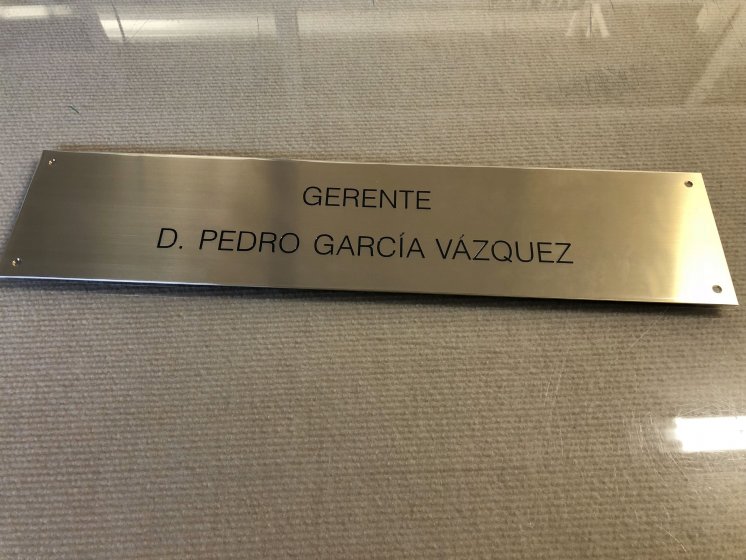 GERENTE
D. PEDRO GARCÍA VÁZQUEZ